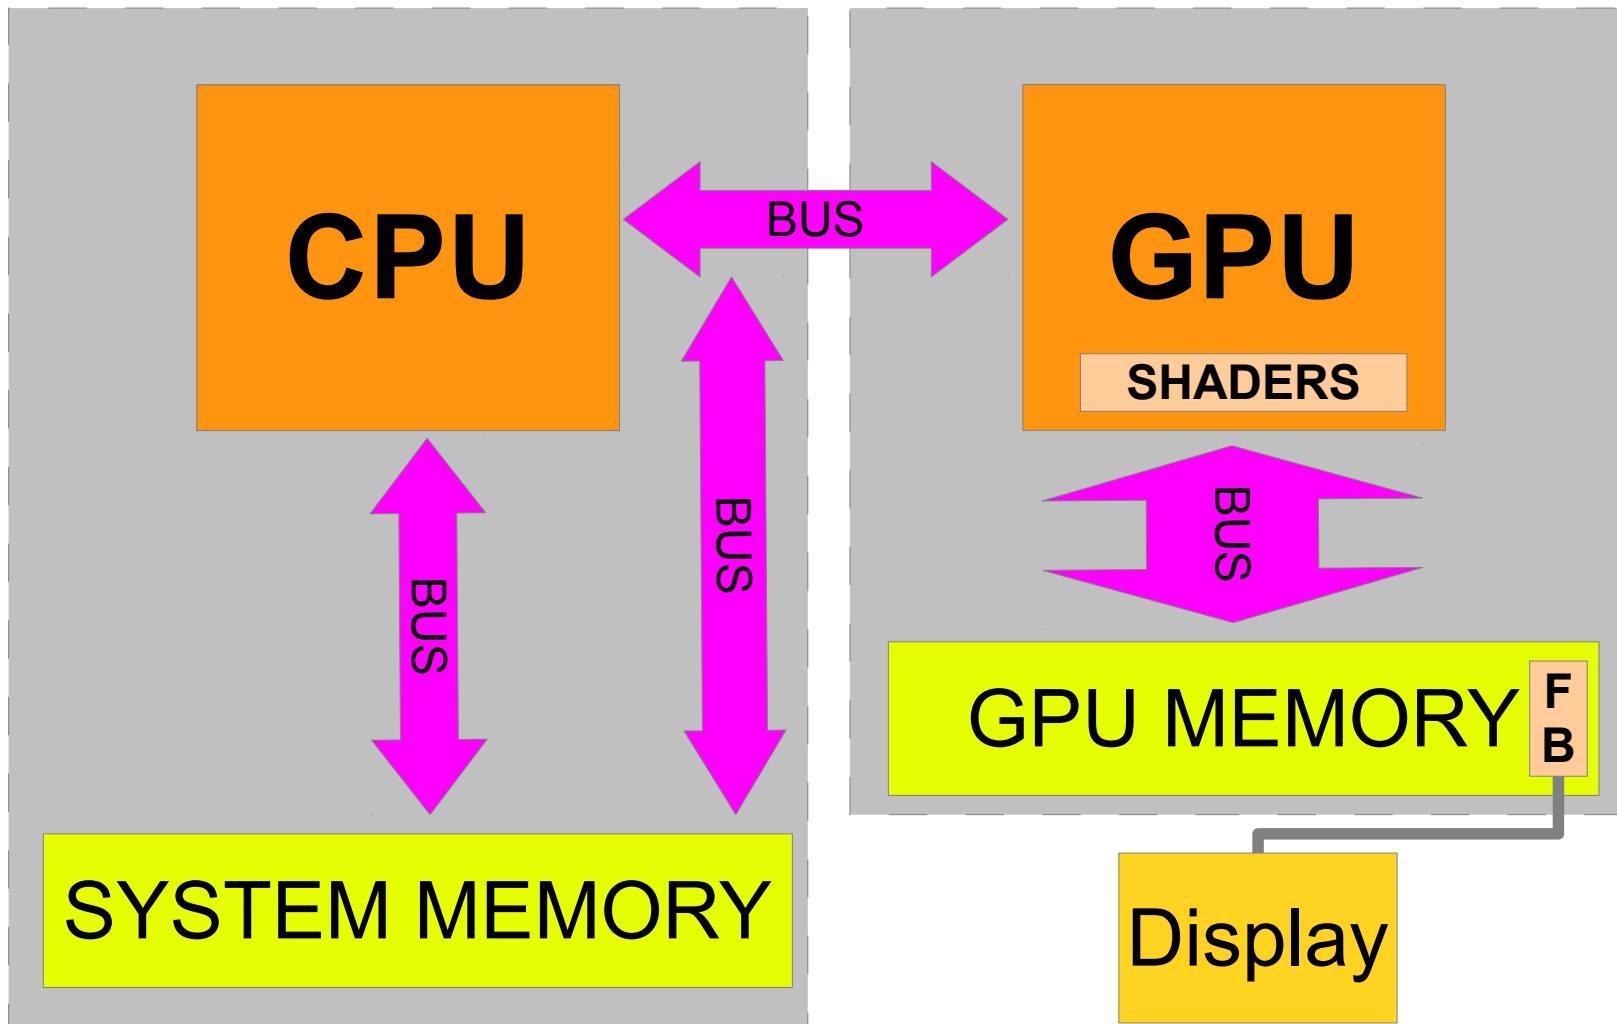 CPU
BUS
GPU
SHADERS
BUS
BUS
BUS
GPU MEMORY
F
B
SYSTEM MEMORY
Display